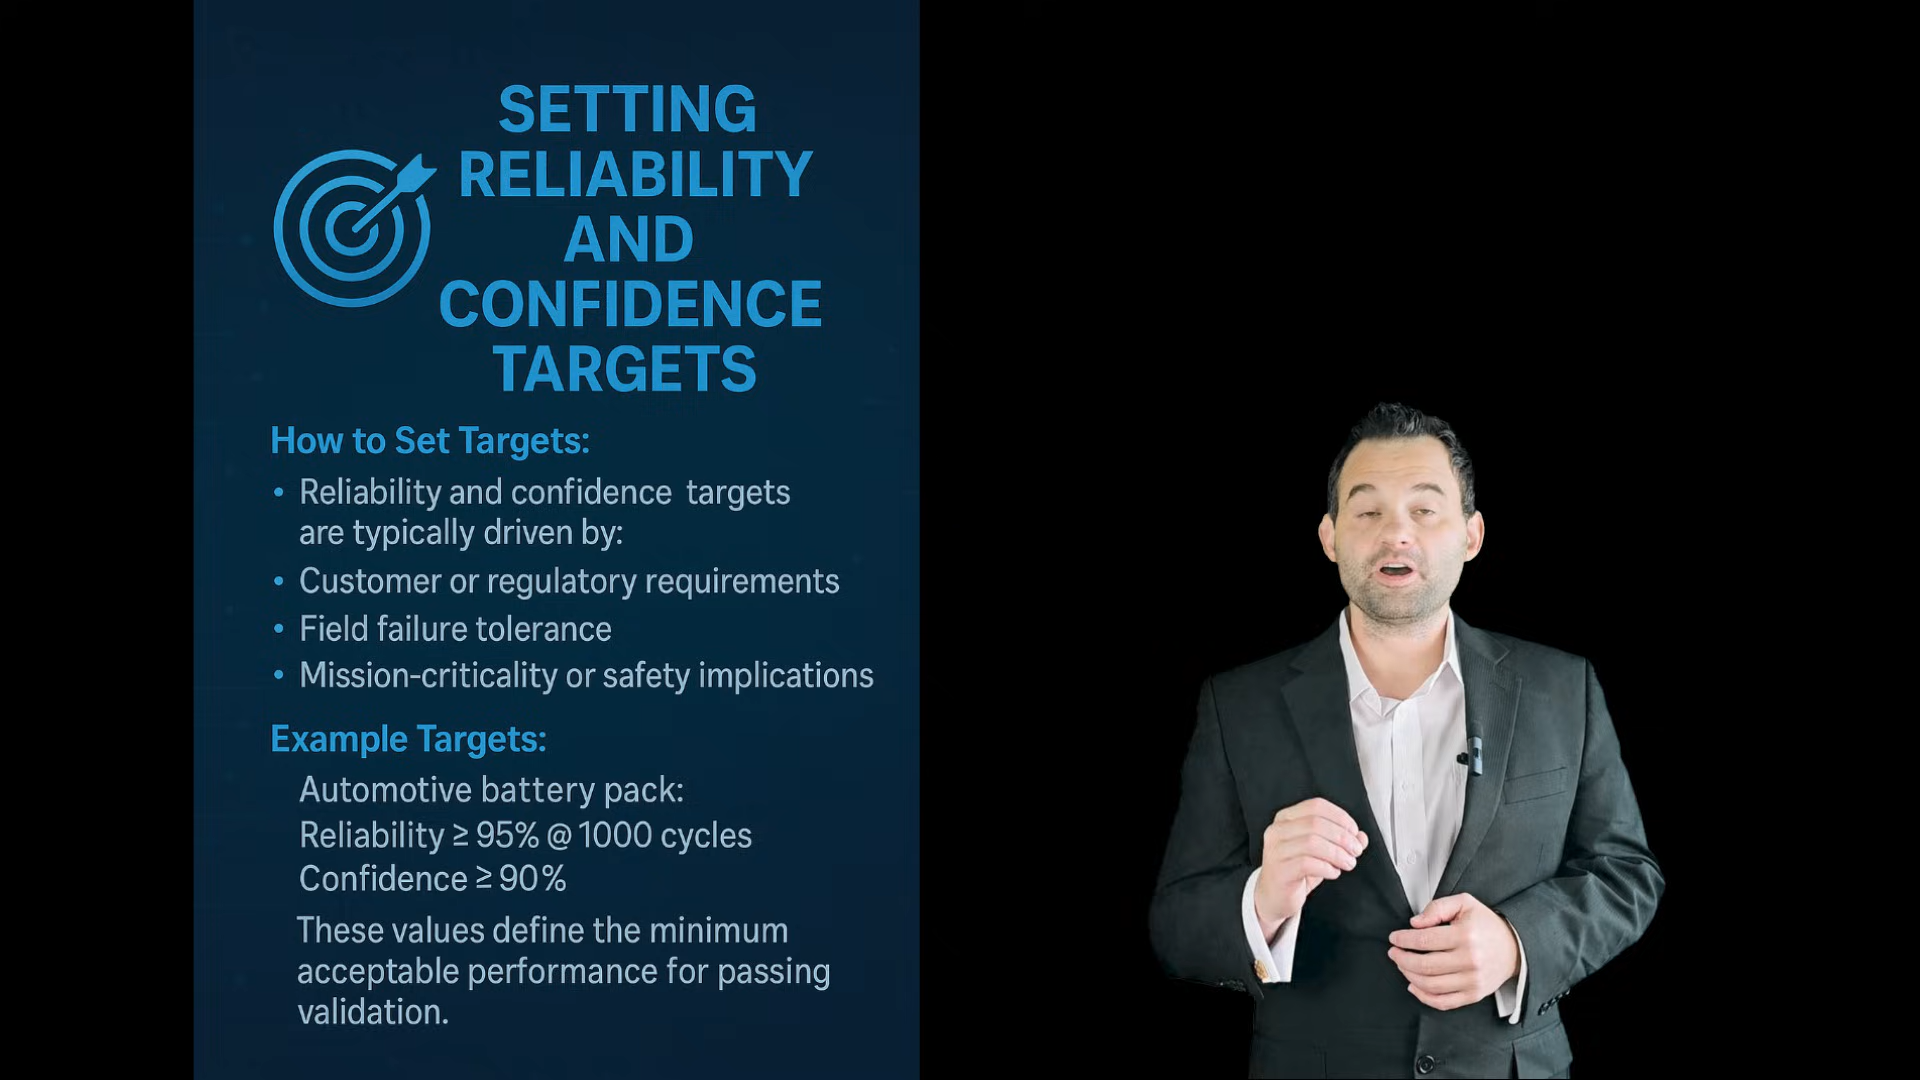 SETTING
RELIABILITY
AND
CONFIDENCE
TARGETS
How to Set Targets:
• Reliability and confidence targets
are typically driven by:
• Customer or regulatory requirements
• Field failure tolerance
• Mission-criticality or safety implications
Example Targets:
Automotive battery pack:
Reliability ≥ 95% @ 1000 cycles
Confidence ≥ 90%
These values define the minimum
acceptable performance for passing
validation.